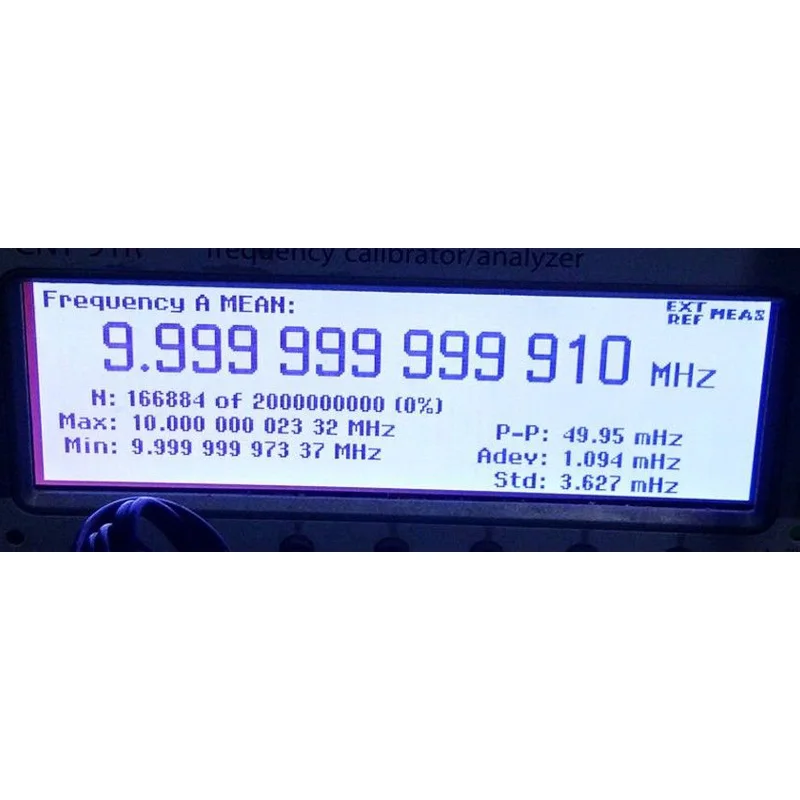 frequency calibrator/analyzer
Frequency A MEAN:
EXT REF MEAS
9.999 999 999 910 MHz
N: 166884 of 2000000000 (0%)
Max: 10.000 000 023 32 MHz
Min: 9.999 999 973 37 MHz
P-P: 49.95 mHz
Adev: 1.094 mHz
Std: 3.627 mHz